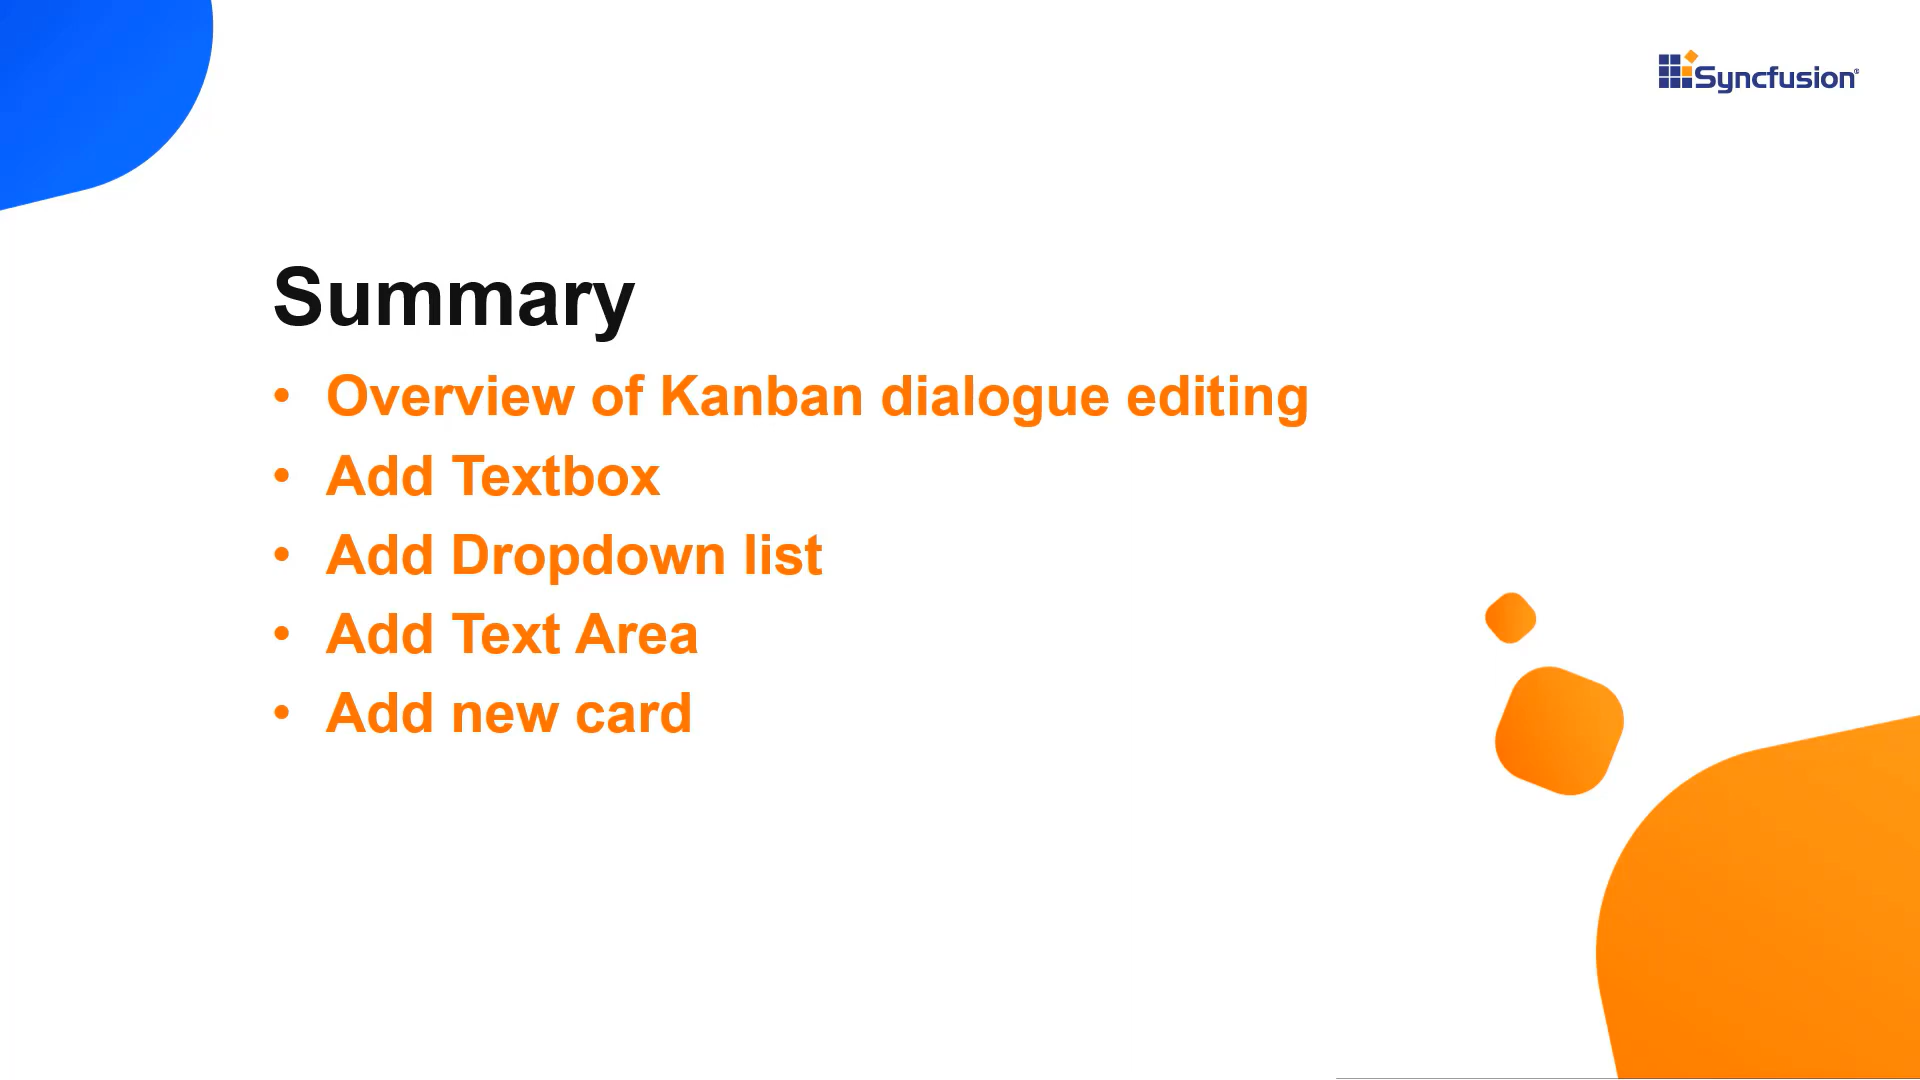 Syncfusion®
Summary
• Overview of Kanban dialogue editing
• Add Textbox
• Add Dropdown list
• Add Text Area
• Add new card